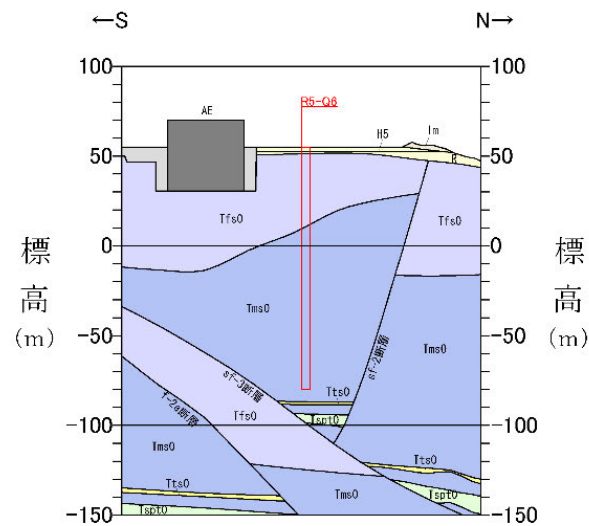 ←S
N→
100
100
R5-Q6
AE
H5
lm
50
R
50
Tfs0
Tfs0
0
0
標高(m)
標高(m)
Tms0
Tms0
sf-2断層
-50
-50
sf-3断層
Tts0
f-2a断層
Tfs0
Tspt0
-100
-100
Tms0
Tts0
Tts0
Tms0
Tspt0
Tspt0
-150
-150